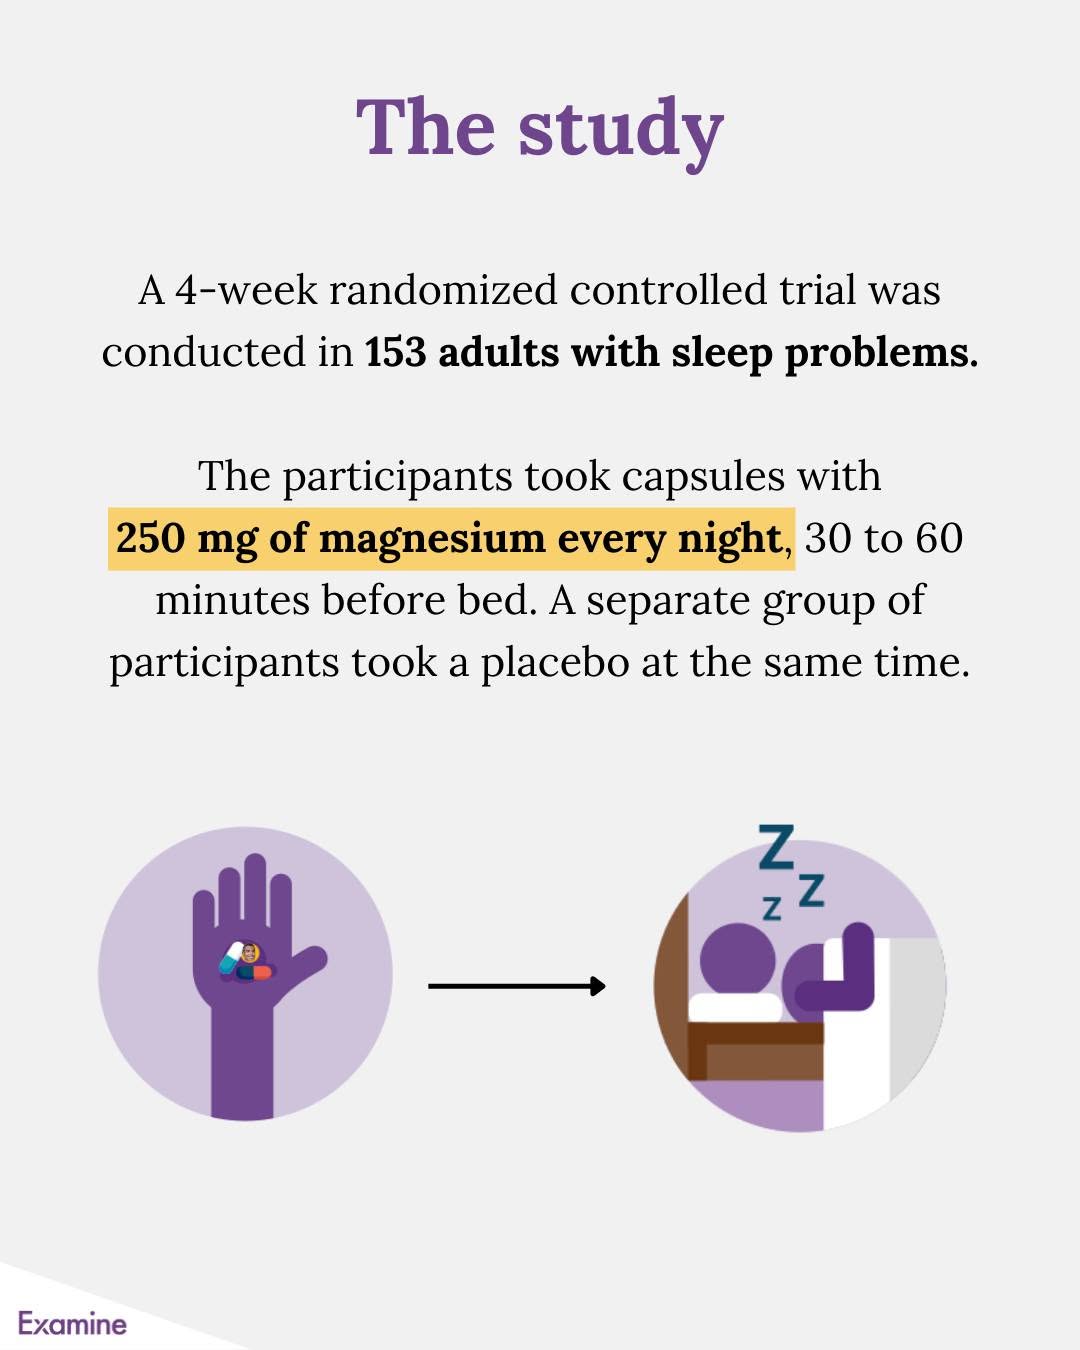 The study
A 4-week randomized controlled trial was
conducted in 153 adults with sleep problems.
The participants took capsules with
250 mg of magnesium every night, 30 to 60
minutes before bed. A separate group of
participants took a placebo at the same time.
Z
Z
Z
Examine